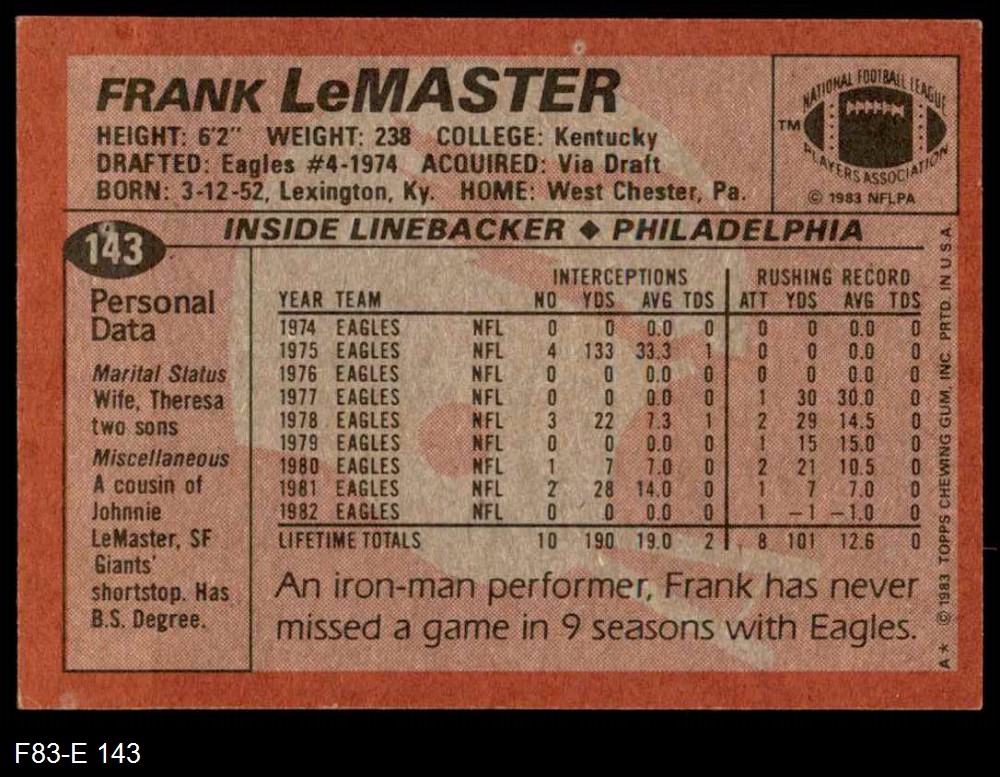 FRANK LeMASTER
HEIGHT: 6'2" WEIGHT: 238 COLLEGE: Kentucky
DRAFTED: Eagles #4-1974 ACQUIRED: Via Draft
BORN: 3-12-52, Lexington, Ky. HOME: West Chester, Pa.
NATIONAL FOOTBALL LEAGUE
TM
PLAYERS ASSOCIATION
© 1983 NFLPA
143
INSIDE LINEBACKER ◆ PHILADELPHIA
Personal
Data
Marital Status
Wife, Theresa
two sons
Miscellaneous
A cousin of
Johnnie
LeMaster, SF
Giants'
shortstop. Has
B.S. Degree.
INTERCEPTIONS RUSHING RECORD
YEAR TEAM NO YDS AVG TDS ATT YDS AVG TDS
1974 EAGLES NFL 0 0 0.0 0 0 0 0.0 0
1975 EAGLES NFL 4 133 33.3 1 0 0 0.0 0
1976 EAGLES NFL 0 0 0.0 0 0 0 0.0 0
1977 EAGLES NFL 0 0 0.0 0 1 30 30.0 0
1978 EAGLES NFL 3 22 7.3 1 2 29 14.5 0
1979 EAGLES NFL 0 0 0.0 0 1 15 15.0 0
1980 EAGLES NFL 1 7 7.0 0 2 21 10.5 0
1981 EAGLES NFL 2 28 14.0 0 1 7 7.0 0
1982 EAGLES NFL 0 0 0.0 0 1 -1 -1.0 0
LIFETIME TOTALS 10 190 19.0 2 8 101 12.6 0
An iron-man performer, Frank has never
missed a game in 9 seasons with Eagles.
A* © 1983 TOPPS CHEWING GUM, INC. PRTD. IN U.S.A.
F83-E 143